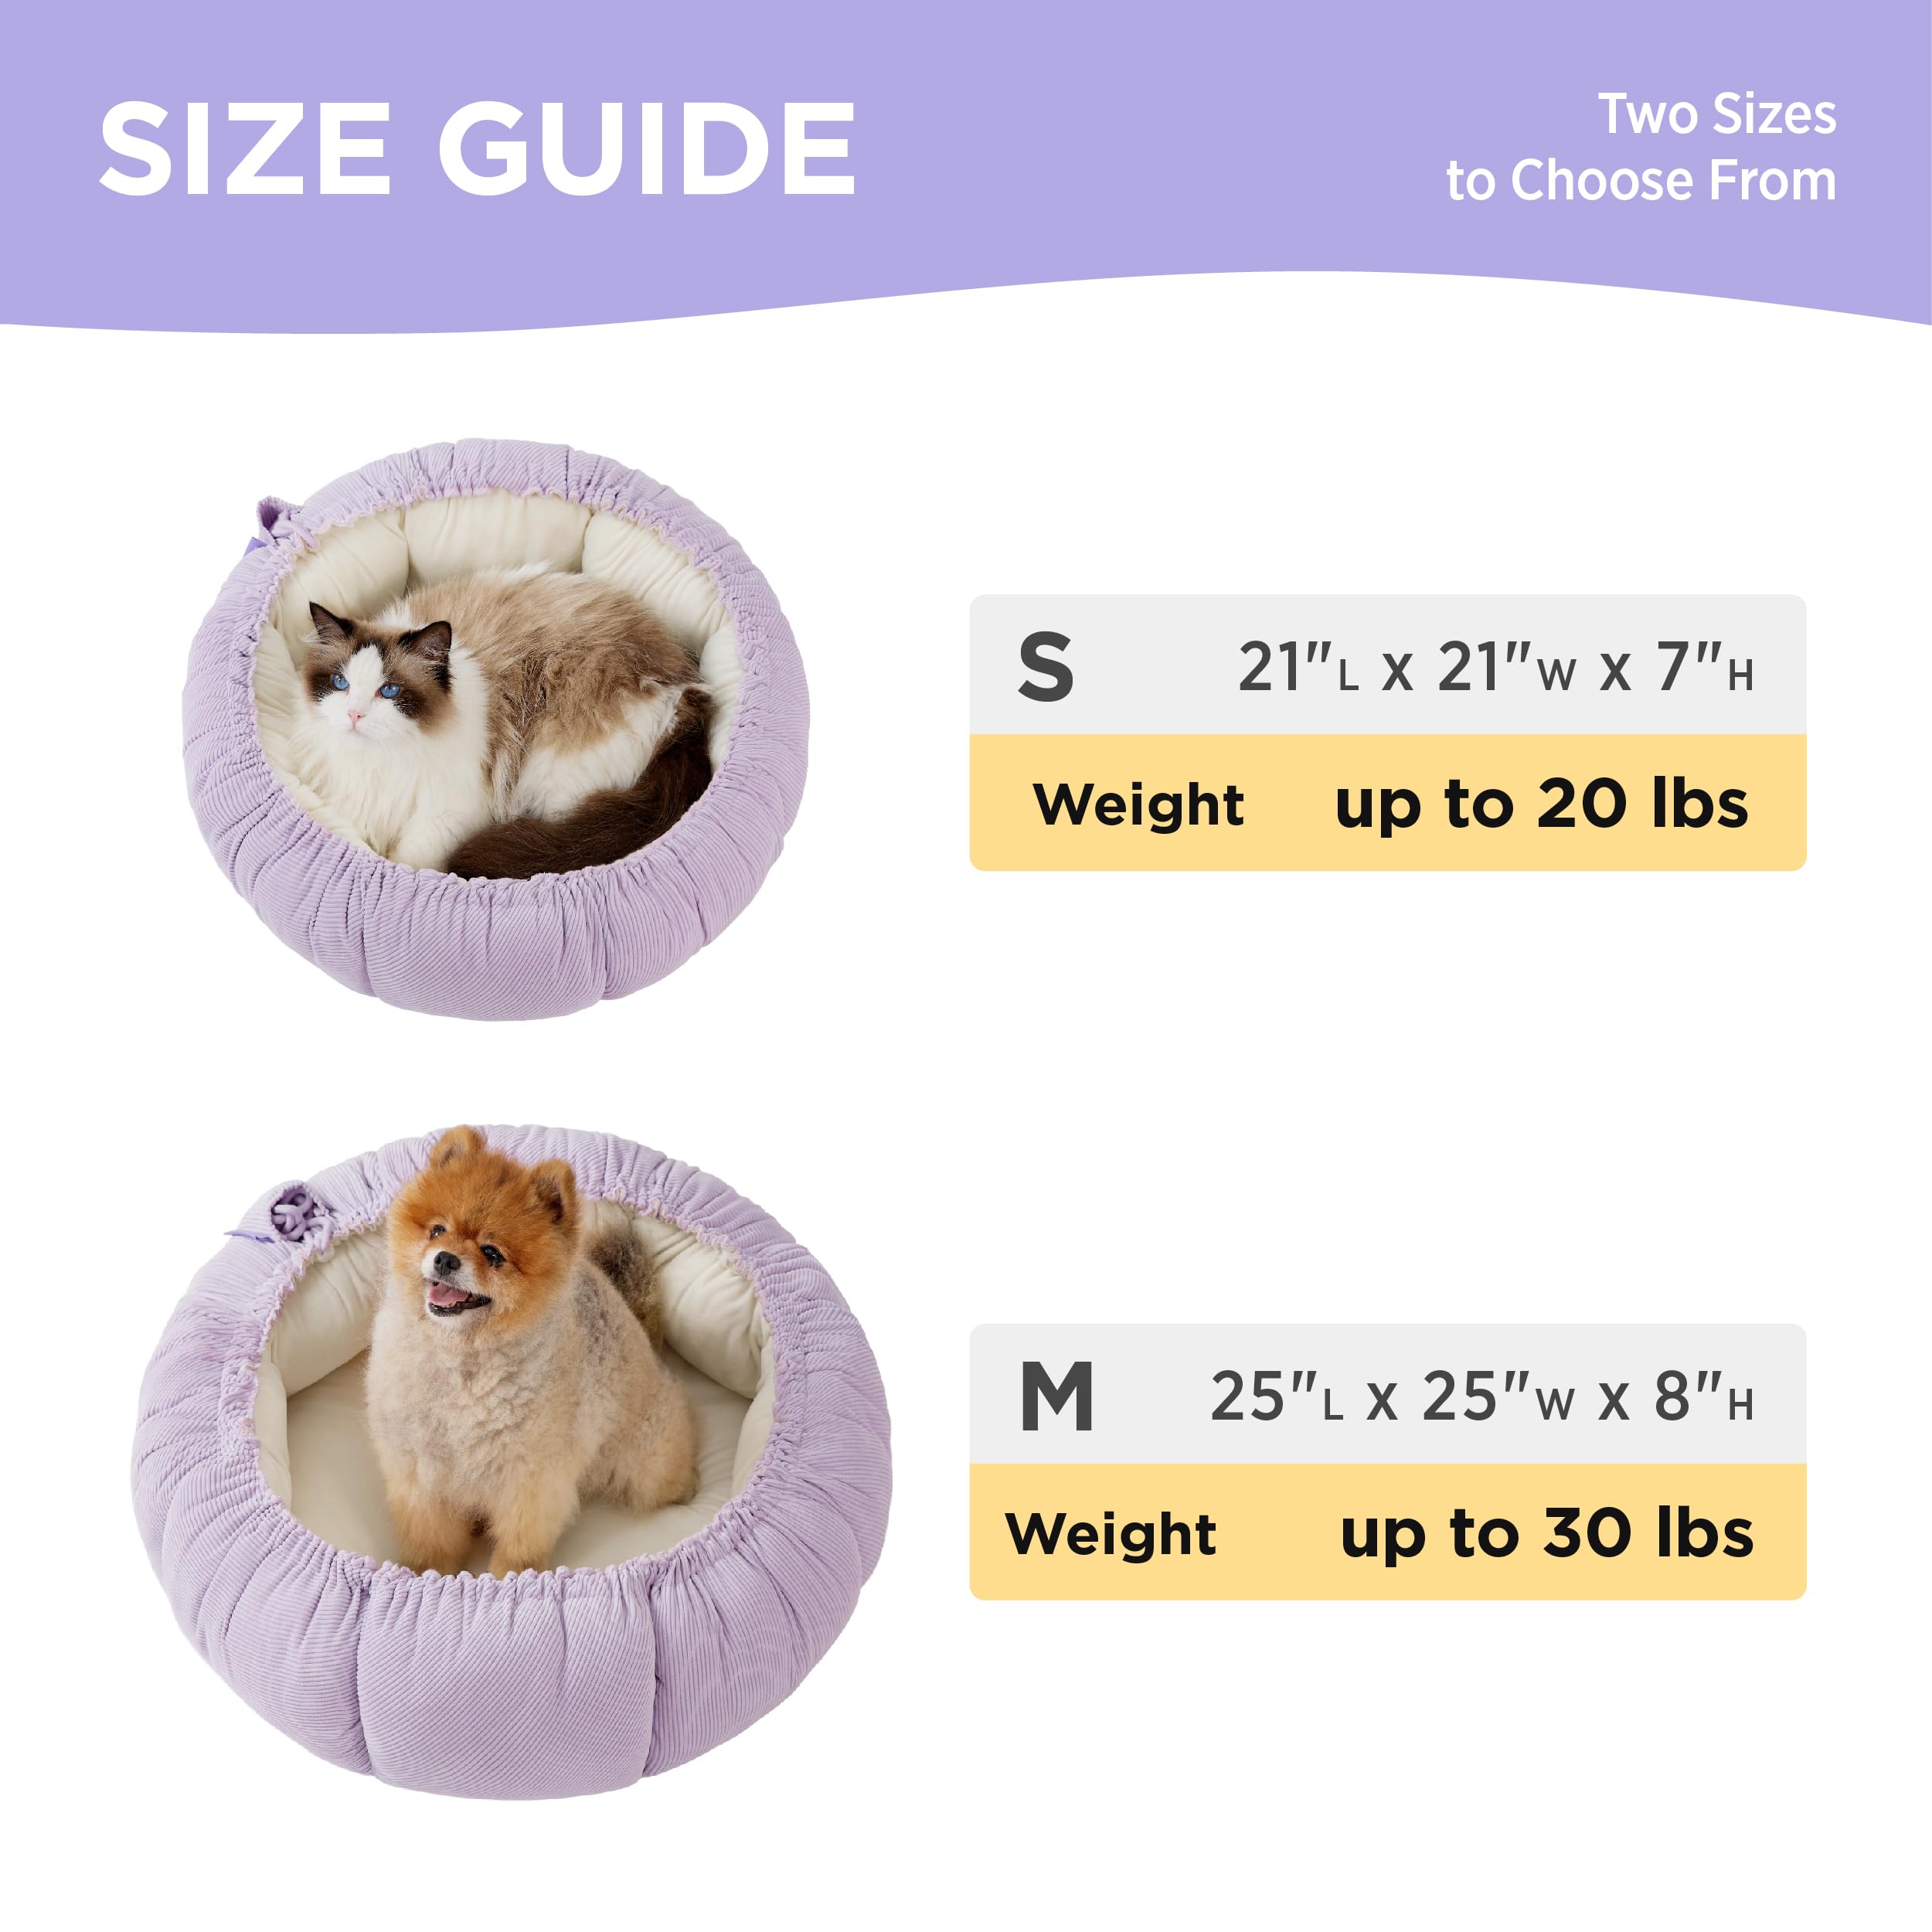 SIZE GUIDE
Two Sizes
to Choose From
S 21"L x 21"W x 7"H
Weight up to 20 lbs
M 25"L x 25"W x 8"H
Weight up to 30 lbs